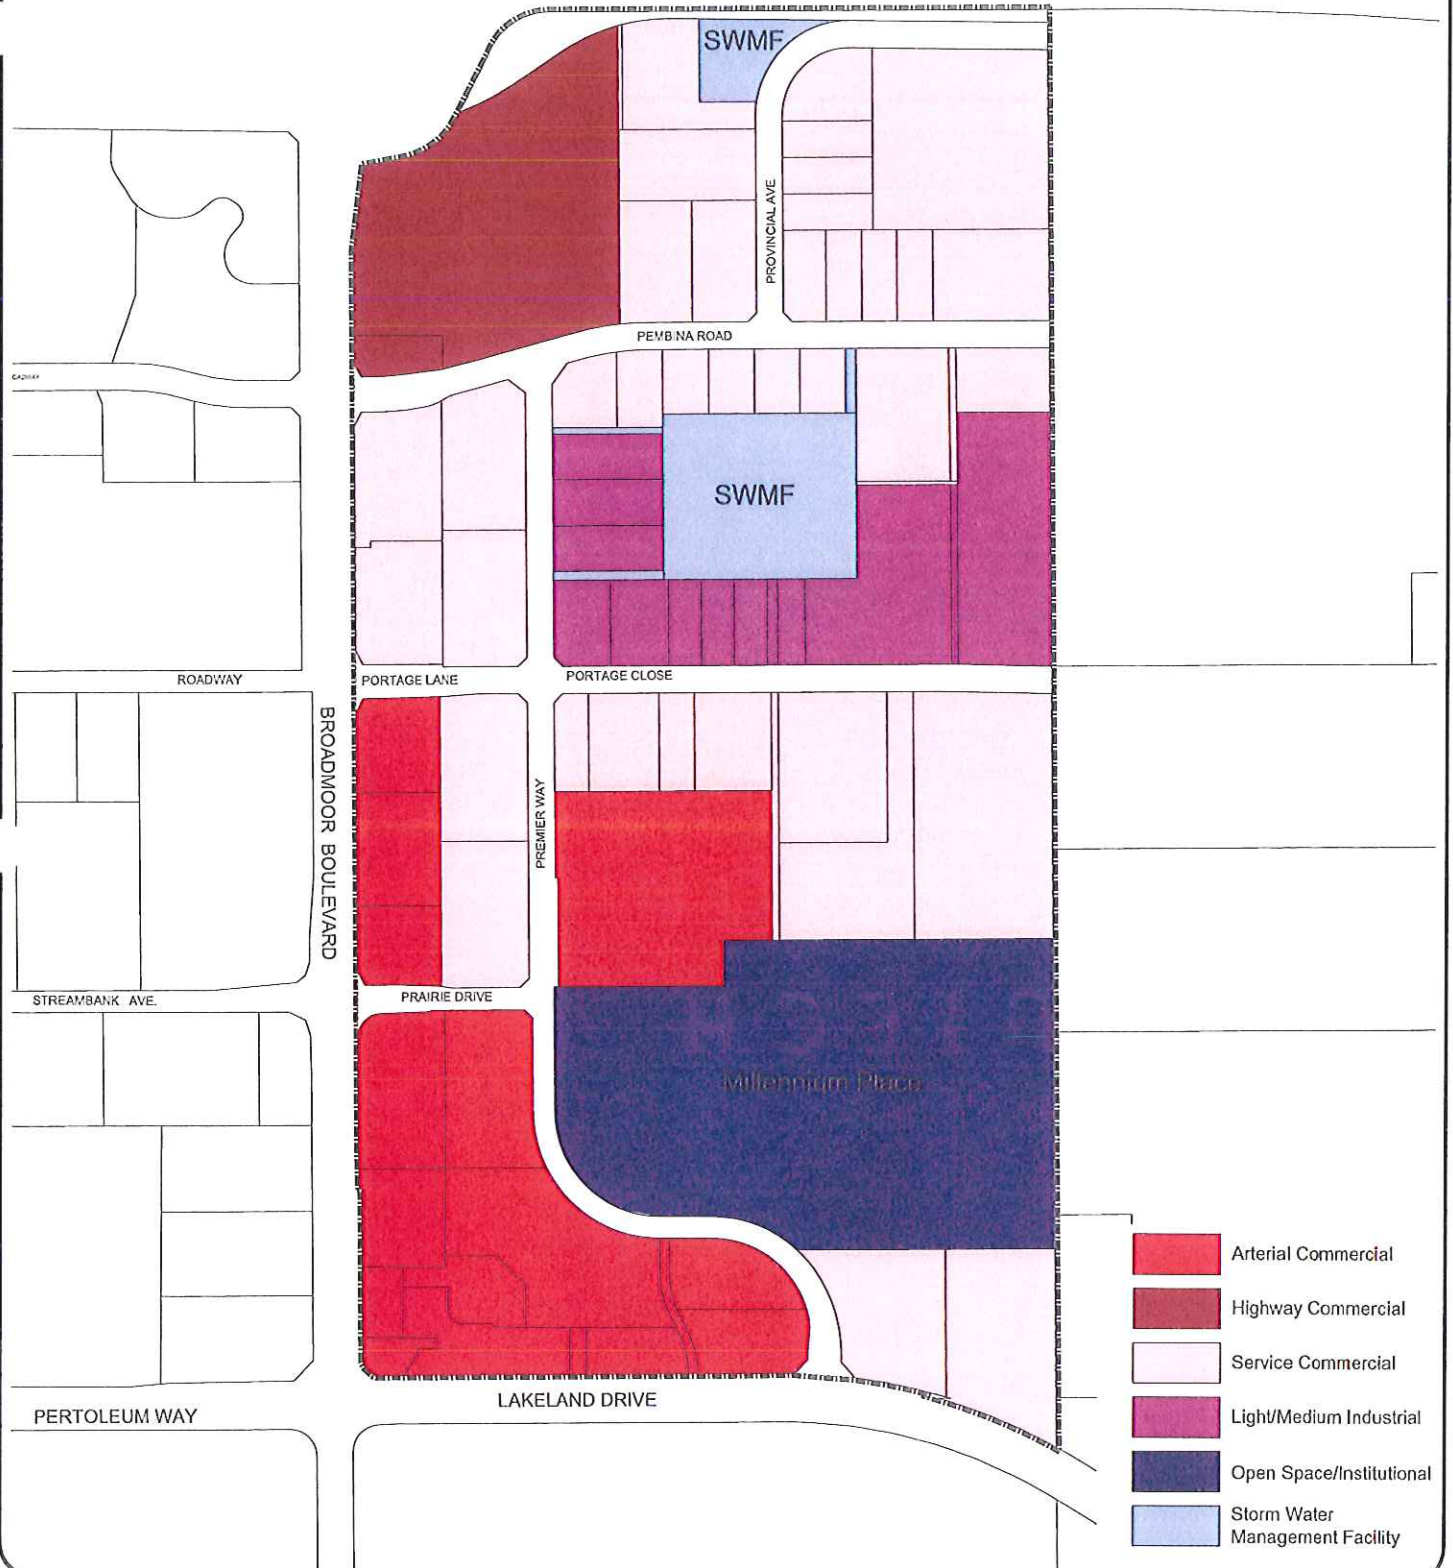 SWMF
PROVINCIAL AVE
PEMBINA ROAD
SWMF
ROADWAY
PORTAGE LANE
PORTAGE CLOSE
BROADMOOR BOULEVARD
PREMIER WAY
STREAMBANK AVE.
PRAIRIE DRIVE
Millennium Place
Arterial Commercial
Highway Commercial
Service Commercial
Light/Medium Industrial
Open Space/Institutional
Storm Water
Management Facility
LAKELAND DRIVE
PERTOLEUM WAY